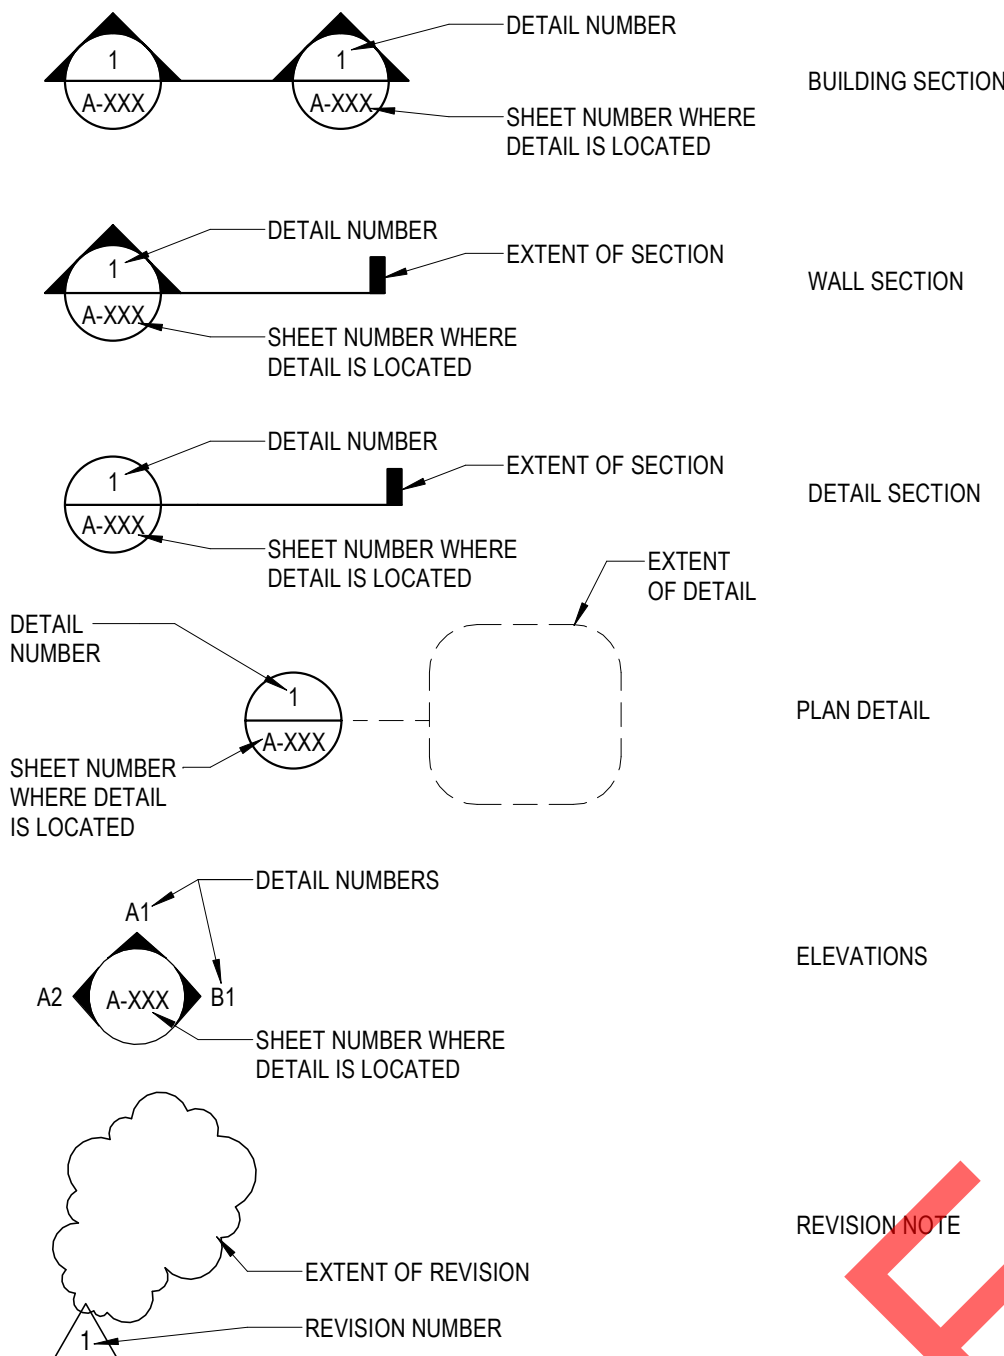 DETAIL NUMBER
1
1
BUILDING SECTION
A-XXX
A-XXX
SHEET NUMBER WHERE
DETAIL IS LOCATED
DETAIL NUMBER
EXTENT OF SECTION
1
WALL SECTION
A-XXX
SHEET NUMBER WHERE
DETAIL IS LOCATED
DETAIL NUMBER
EXTENT OF SECTION
1
DETAIL SECTION
A-XXX
SHEET NUMBER WHERE
DETAIL IS LOCATED
EXTENT
OF DETAIL
DETAIL
NUMBER
1
PLAN DETAIL
A-XXX
SHEET NUMBER
WHERE DETAIL
IS LOCATED
DETAIL NUMBERS
A1
ELEVATIONS
A2
A-XXX
B1
SHEET NUMBER WHERE
DETAIL IS LOCATED
REVISION NOTE
EXTENT OF REVISION
REVISION NUMBER
1